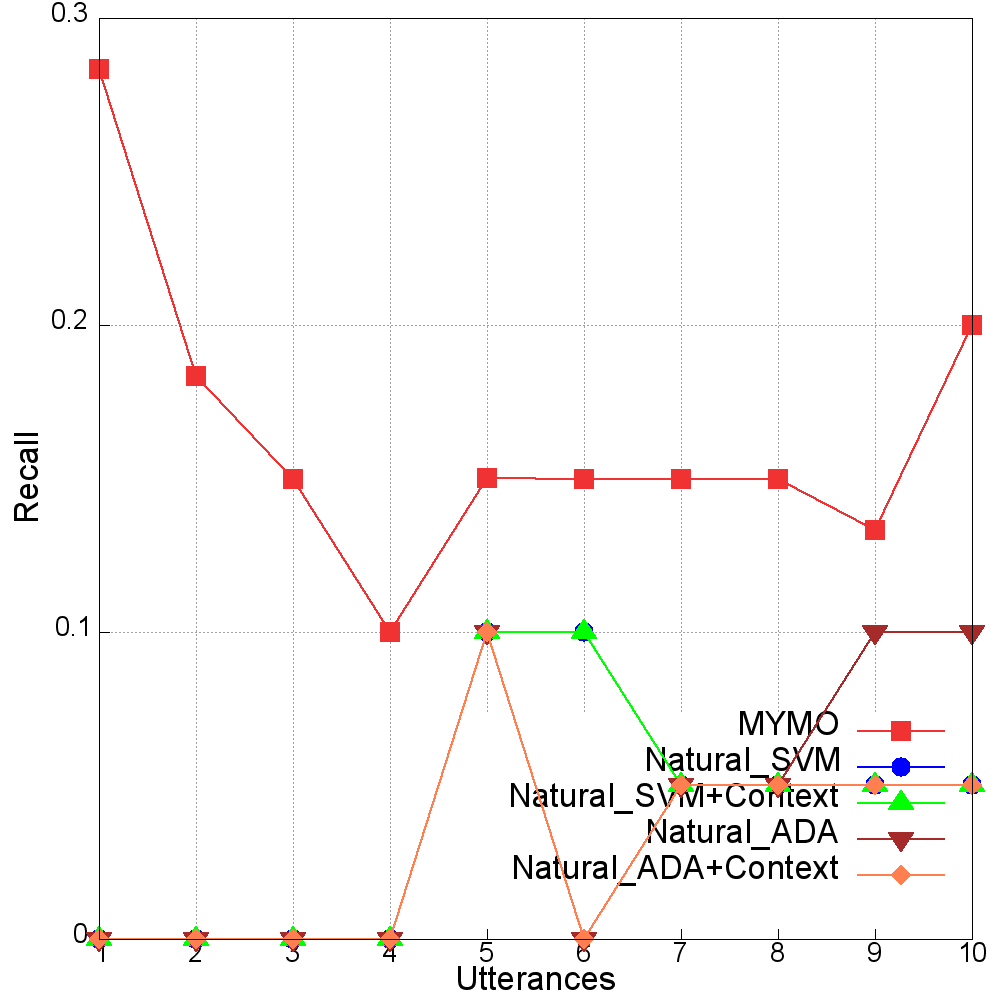 0.3
0.2
0.1
0
Recall
MYMO
Natural_SVM
Natural_SVM+Context
Natural_ADA
Natural_ADA+Context
1 2 3 4 5 6 7 8 9 10
Utterances